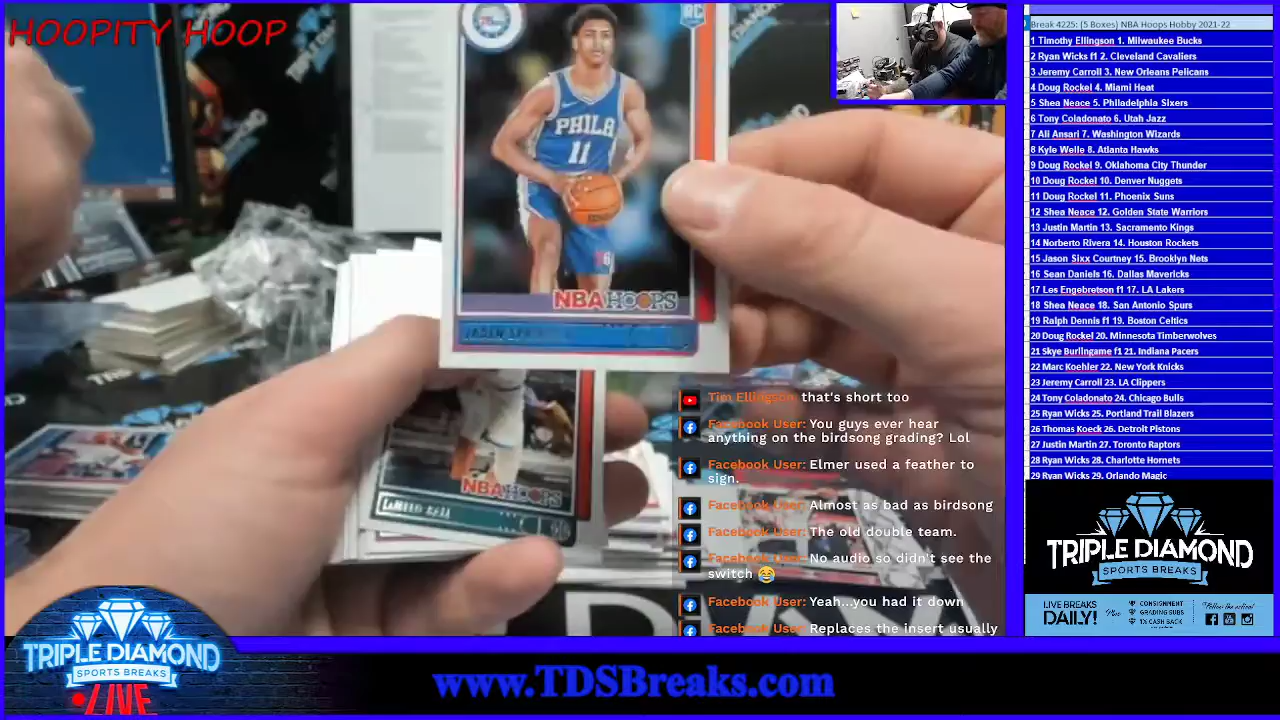 HOOPITY HOOP
RC
PHILA
11
NBA HOOPS
NBA HOOPS
Tim Ellingson: that's short too
Facebook User: You guys ever hear
anything on the birdsong grading? Lol
Facebook User: Elmer used a feather to
sign.
Facebook User: Almost as bad as birdsong
Facebook User: The old double team.
Facebook User: No audio so didn't see the
switch 😂
Facebook User: Yeah...you had it down
Facebook User: Replaces the insert usually
Break 4225: (5 Boxes) NBA Hoops Hobby 2021-22
1 Timothy Ellingson 1. Milwaukee Bucks
2 Ryan Wicks f1 2. Cleveland Cavaliers
3 Jeremy Carroll 3. New Orleans Pelicans
4 Doug Rockel 4. Miami Heat
5 Shea Neace 5. Philadelphia Sixers
6 Tony Coladonato 6. Utah Jazz
7 Ali Ansari 7. Washington Wizards
8 Kyle Welle 8. Atlanta Hawks
9 Doug Rockel 9. Oklahoma City Thunder
10 Doug Rockel 10. Denver Nuggets
11 Doug Rockel 11. Phoenix Suns
12 Shea Neace 12. Golden State Warriors
13 Justin Martin 13. Sacramento Kings
14 Norberto Rivera 14. Houston Rockets
15 Jason Sixx Courtney 15. Brooklyn Nets
16 Sean Daniels 16. Dallas Mavericks
17 Les Engebretson f1 17. LA Lakers
18 Shea Neace 18. San Antonio Spurs
19 Ralph Dennis f1 19. Boston Celtics
20 Doug Rockel 20. Minnesota Timberwolves
21 Skye Burlingame f1 21. Indiana Pacers
22 Marc Koehler 22. New York Knicks
23 Jeremy Carroll 23. LA Clippers
24 Tony Coladonato 24. Chicago Bulls
25 Ryan Wicks 25. Portland Trail Blazers
26 Thomas Koeck 26. Detroit Pistons
27 Justin Martin 27. Toronto Raptors
28 Ryan Wicks 28. Charlotte Hornets
29 Ryan Wicks 29. Orlando Magic
TRIPLE DIAMOND
SPORTS BREAKS
LIVE BREAKS
DAILY!
CONSIGNMENT
GRADING SUBS
1% CASH BACK
TRIPLE DIAMOND
SPORTS BREAKS
LIVE
www.TDSBreaks.com